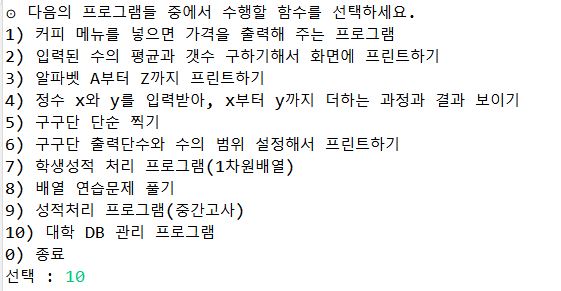 ⊙ 다음의 프로그램들 중에서 수행할 함수를 선택하세요.
1) 커피 메뉴를 넣으면 가격을 출력해 주는 프로그램
2) 입력된 수의 평균과 갯수 구하기해서 화면에 프린트하기
3) 알파벳 A부터 Z까지 프린트하기
4) 정수 x와 y를 입력받아, x부터 y까지 더하는 과정과 결과 보이기
5) 구구단 단순 찍기
6) 구구단 출력단수와 수의 범위 설정해서 프린트하기
7) 학생성적 처리 프로그램(1차원배열)
8) 배열 연습문제 풀기
9) 성적처리 프로그램(중간고사)
10) 대학 DB 관리 프로그램
0) 종료
선택 : 10